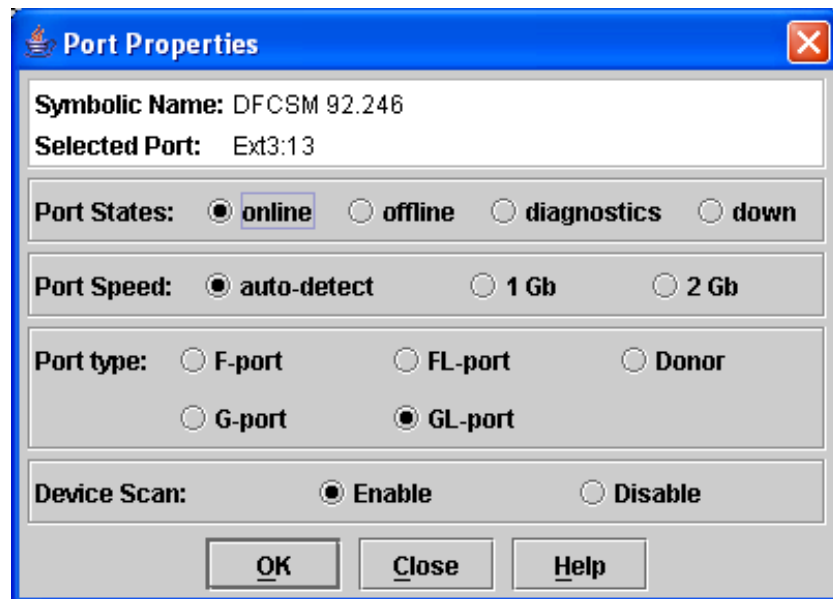 Port Properties
Symbolic Name: DFCSM 92.246
Selected Port: Ext3:13
Port States: online offline diagnostics down
Port Speed: auto-detect 1 Gb 2 Gb
Port type: F-port FL-port Donor
G-port GL-port
Device Scan: Enable Disable
OK Close Help